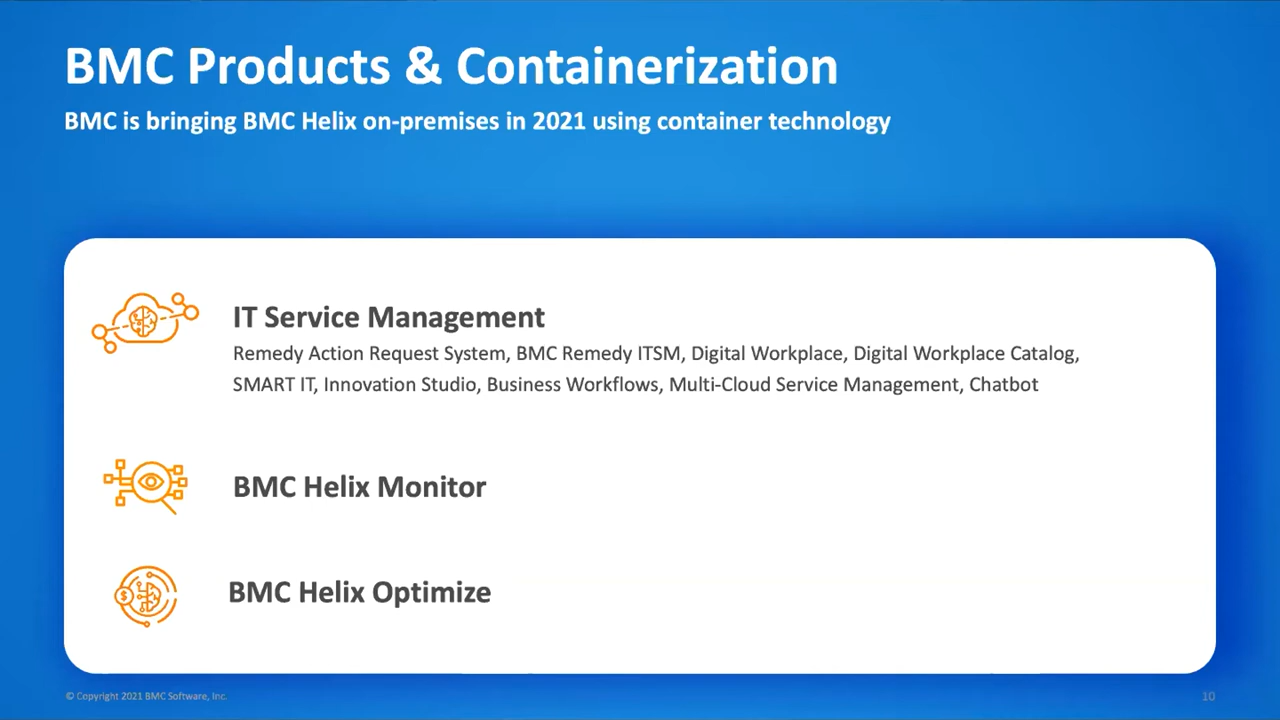 BMC Products & Containerization
BMC is bringing BMC Helix on-premises in 2021 using container technology
IT Service Management
Remedy Action Request System, BMC Remedy ITSM, Digital Workplace, Digital Workplace Catalog,
SMART IT, Innovation Studio, Business Workflows, Multi-Cloud Service Management, Chatbot
BMC Helix Monitor
$
BMC Helix Optimize
© Copyright 2021 BMC Software, Inc.
10